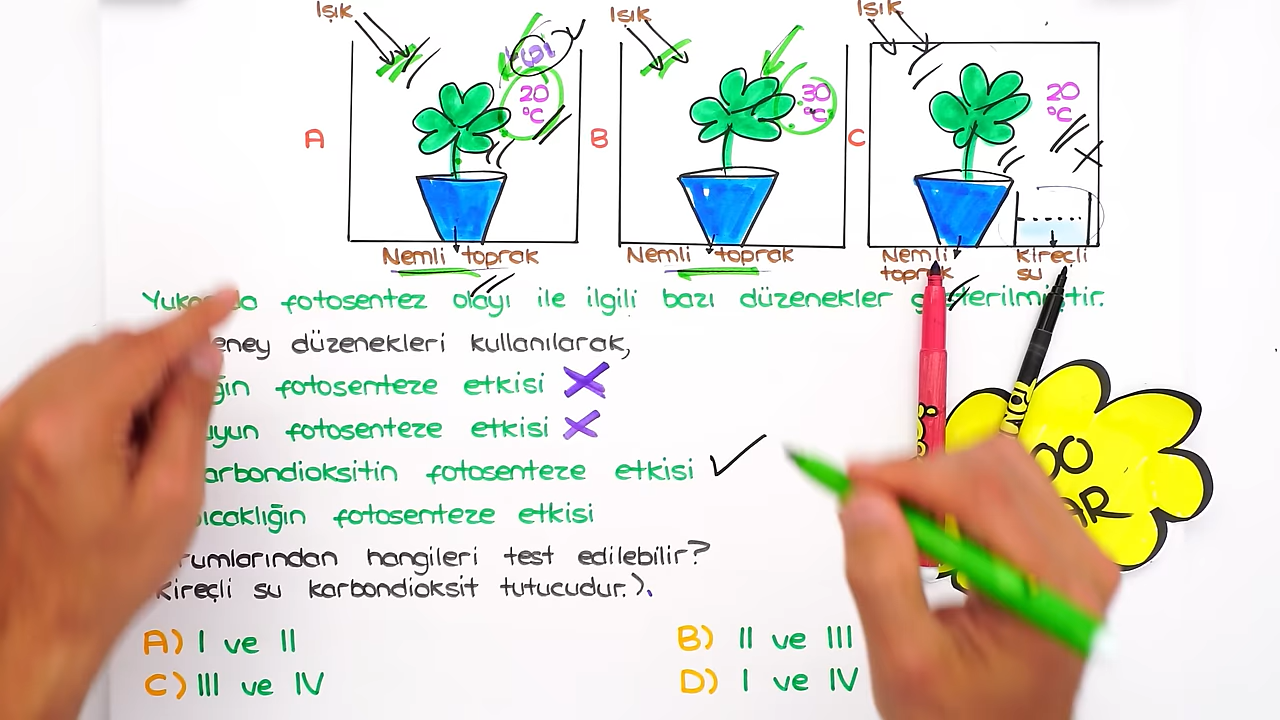 Işık Işık Işık
20 °C 30 °C 20 °C
A B C
Nemli toprak Nemli toprak Nemli toprak Kireçli su
fotosentez olayı ile ilgili bazı düzenekler
düzenekleri kullanılarak,
fotosenteze etkisi
fotosenteze etkisi
fotosenteze etkisi
fotosenteze etkisi
hangileri test edilebilir?
Kireçli su karbondioksit tutucudur.).
A) I ve II
B) II ve III
C) III ve IV
D) I ve IV